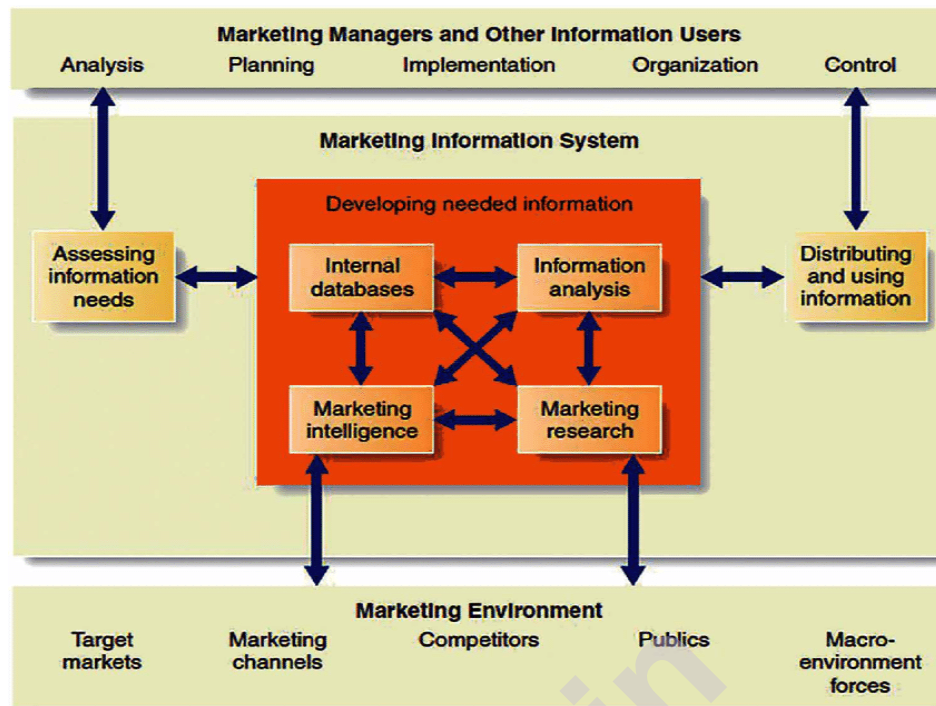 Marketing Managers and Other Information Users
Analysis Planning Implementation Organization Control
Marketing Information System
Developing needed information
Assessing
information
needs
Internal
databases
Information
analysis
Distributing
and using
information
Marketing
intelligence
Marketing
research
Marketing Environment
Target
markets
Marketing
channels
Competitors
Publics
Macro-
environment
forces
in